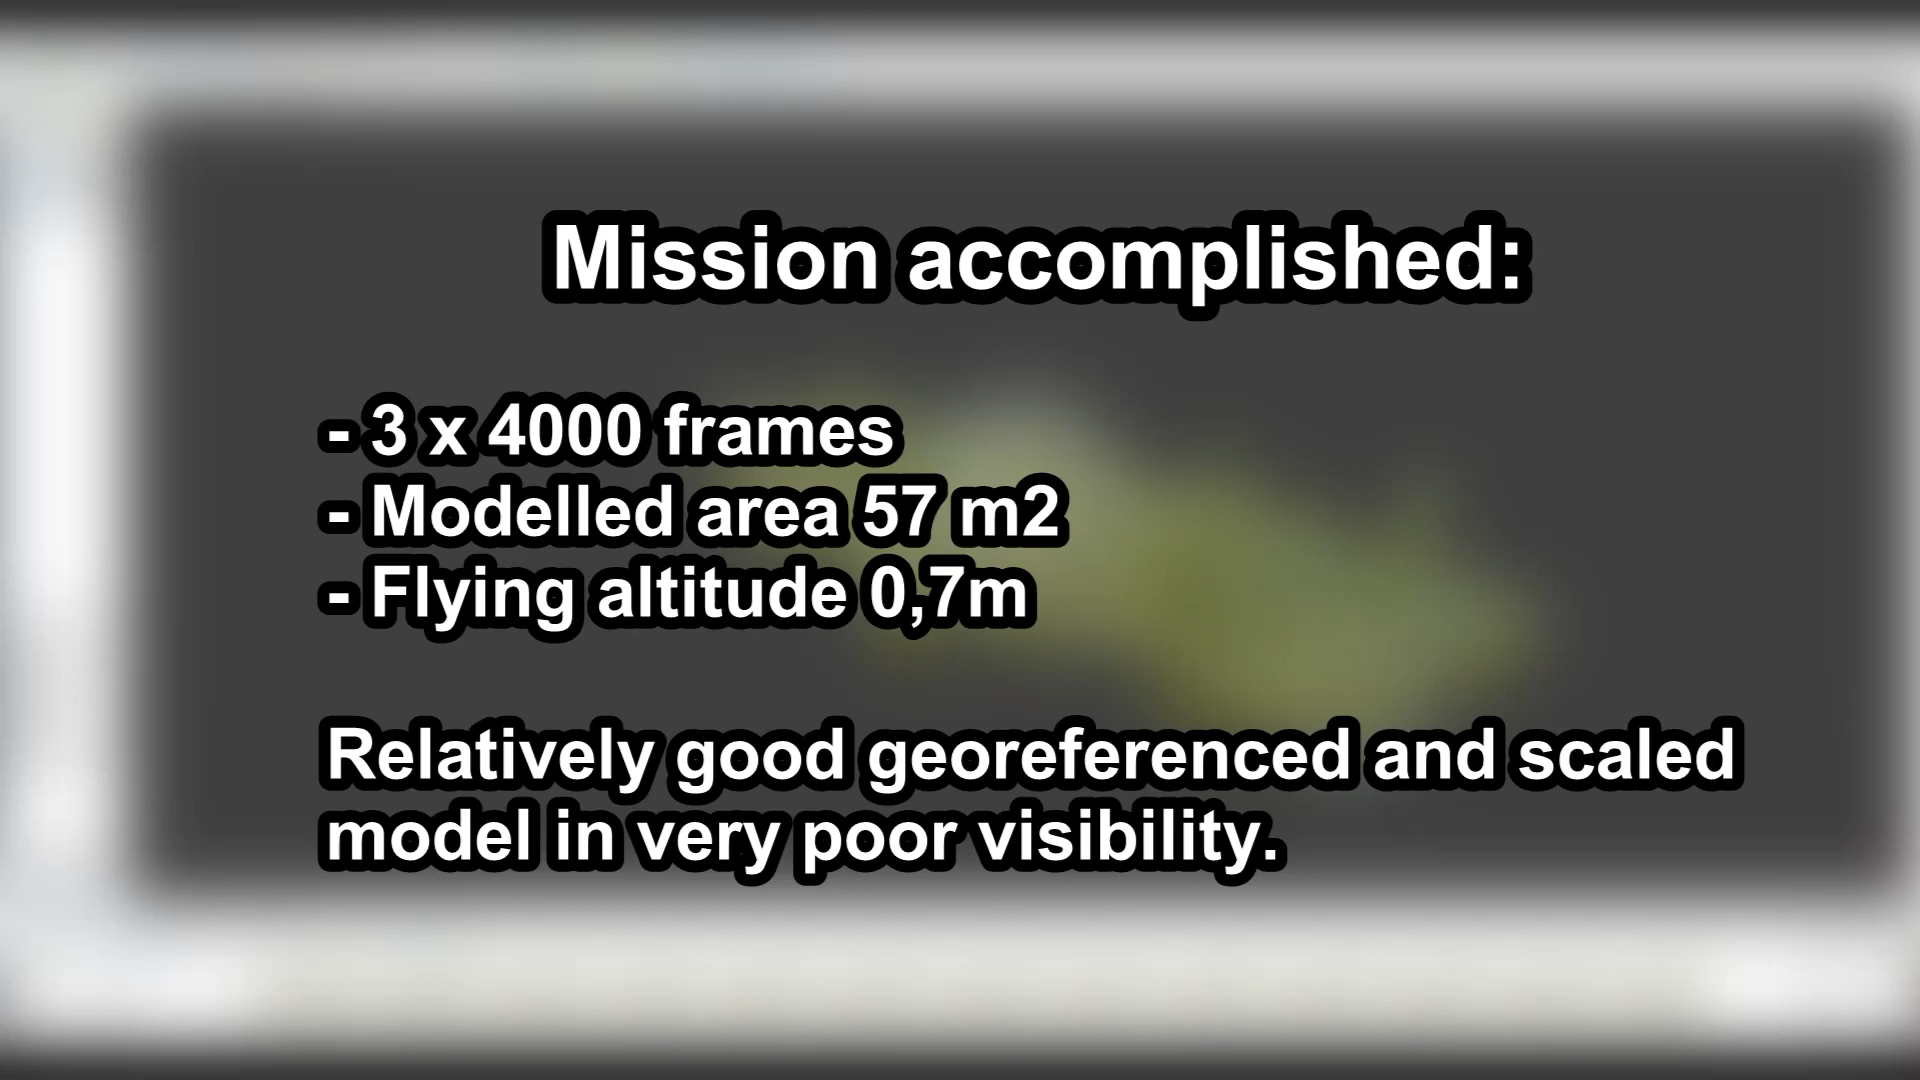 Mission accomplished:
- 3 x 4000 frames
- Modelled area 57 m2
- Flying altitude 0,7m
Relatively good georeferenced and scaled
model in very poor visibility.